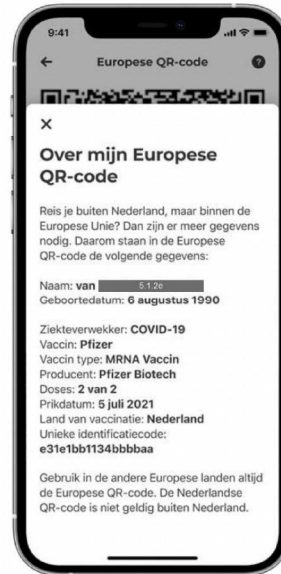 9:41
Europese QR-code
?
×
Over mijn Europese
QR-code
Reis je buiten Nederland, maar binnen de
Europese Unie? Dan zijn er meer gegevens
nodig. Daarom staan in de Europese
QR-code de volgende gegevens:
Naam: van 5.1.2e
Geboortedatum: 6 augustus 1990
Ziekteverwekker: COVID-19
Vaccin: Pfizer
Vaccin type: MRNA Vaccin
Producent: Pfizer Biotech
Doses: 2 van 2
Prikdatum: 5 juli 2021
Land van vaccinatie: Nederland
Unieke identificatiecode:
e31e1bb1134bbbbaa
Gebruik in de andere Europese landen altijd
de Europese QR-code. De Nederlandse
QR-code is niet geldig buiten Nederland.